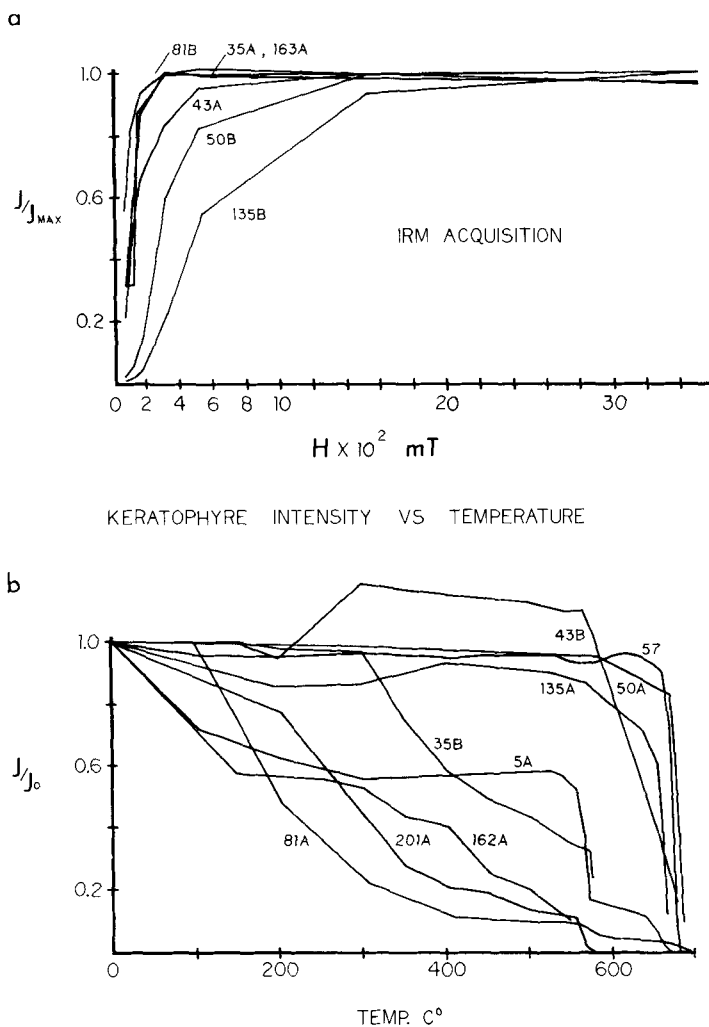 a
81B 35A , 163A
1.0
43A
50B
0.6
J/JMAX
135B
IRM ACQUISITION
0.2
0 2 4 6 8 10 20 30
H X 10² mT
KERATOPHYRE INTENSITY VS TEMPERATURE
b
43B
1.0
57
135A
50A
35B
J/Jo
0.6
5A
81A
201A
162A
0.2
0 200 400 600
TEMP. C°